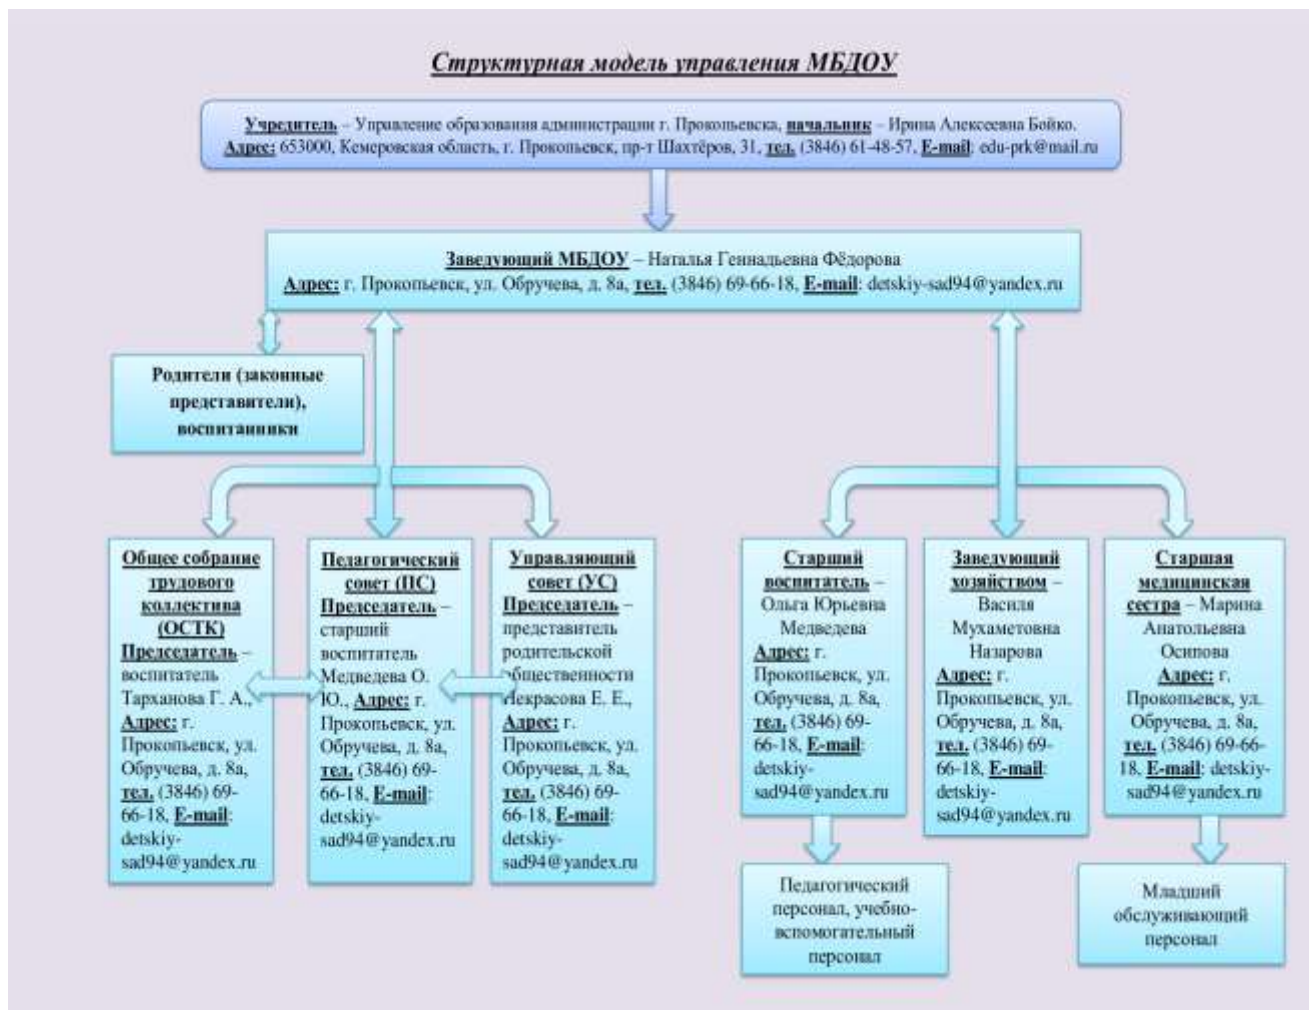 Структурная модель управления МБДОУ
Учредитель – Управление образования администрации г. Прокопьевска, начальник – Ирина Алексеевна Бойко.
Адрес: 653000, Кемеровская область, г. Прокопьевск, пр-т Шахтёров, 31, тел. (3846) 61-48-57, E-mail: edu-prk@mail.ru
Заведующий МБДОУ – Наталья Геннадьевна Фёдорова
Адрес: г. Прокопьевск, ул. Обручева, д. 8а, тел. (3846) 69-66-18, E-mail: detskiy-sad94@yandex.ru
Родители (законные
представители),
воспитанники
Общее собрание
трудового
коллектива
(ОСТК)
Председатель –
воспитатель
Тарханова Г. А.,
Адрес: г.
Прокопьевск, ул.
Обручева, д. 8а,
тел. (3846) 69-
66-18, E-mail:
detskiy-
sad94@yandex.ru
Педагогический
совет (ПС)
Председатель –
старший
воспитатель
Медведева О.
Ю., Адрес: г.
Прокопьевск, ул.
Обручева, д. 8а,
тел. (3846) 69-
66-18, E-mail:
detskiy-
sad94@yandex.ru
Управляющий
совет (УС)
Председатель –
представитель
родительской
общественности
Некрасова Е. Е.,
Адрес: г.
Прокопьевск, ул.
Обручева, д. 8а,
тел. (3846) 69-
66-18, E-mail:
detskiy-
sad94@yandex.ru
Старший
воспитатель –
Ольга Юрьевна
Медведева
Адрес: г.
Прокопьевск, ул.
Обручева, д. 8а,
тел. (3846) 69-
66-18, E-mail:
detskiy-
sad94@yandex.ru
Заведующий
хозяйством –
Василя
Мухаметовна
Назарова
Адрес: г.
Прокопьевск, ул.
Обручева, д. 8а,
тел. (3846) 69-
66-18, E-mail:
detskiy-
sad94@yandex.ru
Старшая
медицинская
сестра – Марина
Анатольевна
Осипова
Адрес: г.
Прокопьевск, ул.
Обручева, д. 8а,
тел. (3846) 69-66-
18, E-mail: detskiy-
sad94@yandex.ru
Педагогический
персонал, учебно-
вспомогательный
персонал
Младший
обслуживающий
персонал